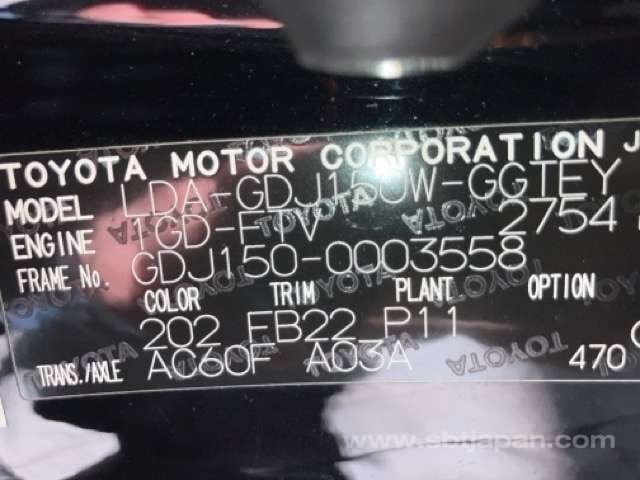 TOYOTA MOTOR CORPORATION J
MODEL LDA-GDJ150W-GGTEY
ENGINE 1GD-FTV 2754
FRAME No. GDJ150-0003558
COLOR TRIM PLANT OPTION
202 FB22 P11
TRANS./AXLE AC60F A03A 470
www.sbtjapan.com